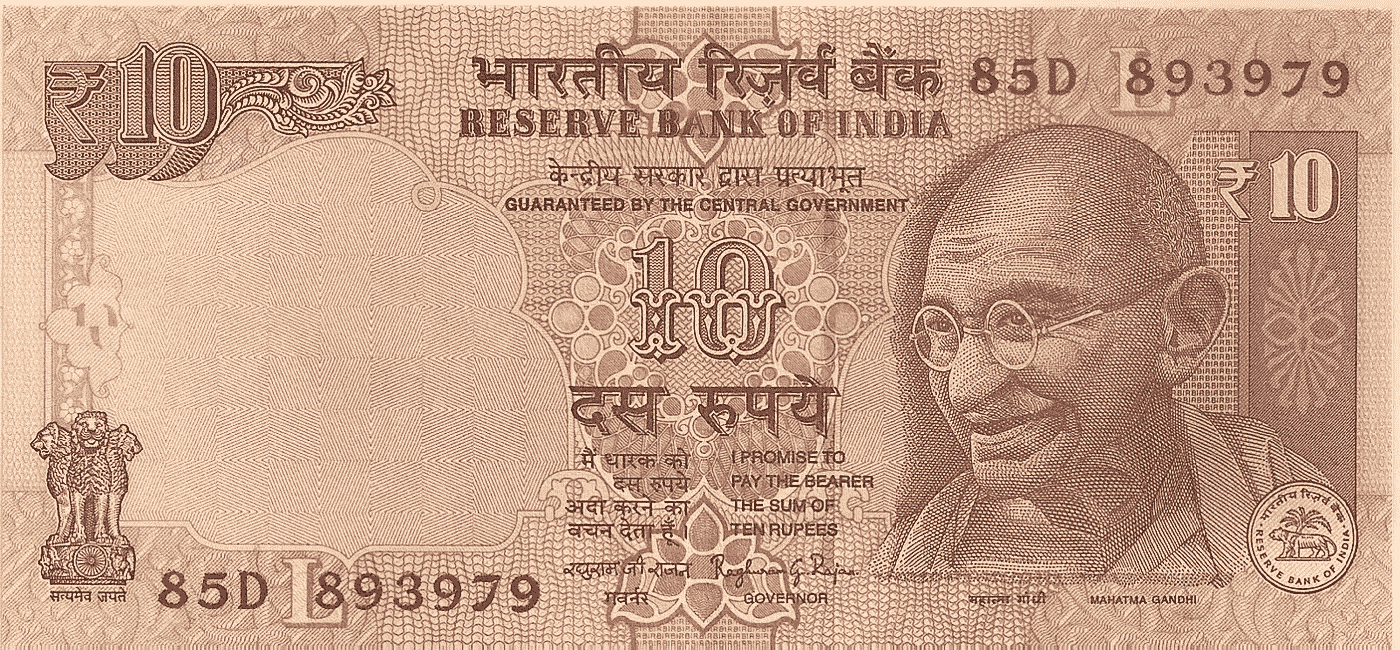 ₹10
भारतीय रिज़र्व बैंक
85D 893979
L
RESERVE BANK OF INDIA
केन्द्रीय सरकार द्वारा प्रत्याभूत
GUARANTEED BY THE CENTRAL GOVERNMENT
₹10
10
दस रूपये
मैं धारक को
दस रुपये
अदा करने का
वचन देता हूँ ।
I PROMISE TO
PAY THE BEARER
THE SUM OF
TEN RUPEES
रघुराम जी राजन
Raghuram G. Rajan
गवर्नर
GOVERNOR
सत्यमेव जयते
85D 893979
L
महात्मा गांधी
MAHATMA GANDHI
भारतीय रिज़र्व बैंक
RESERVE BANK OF INDIA